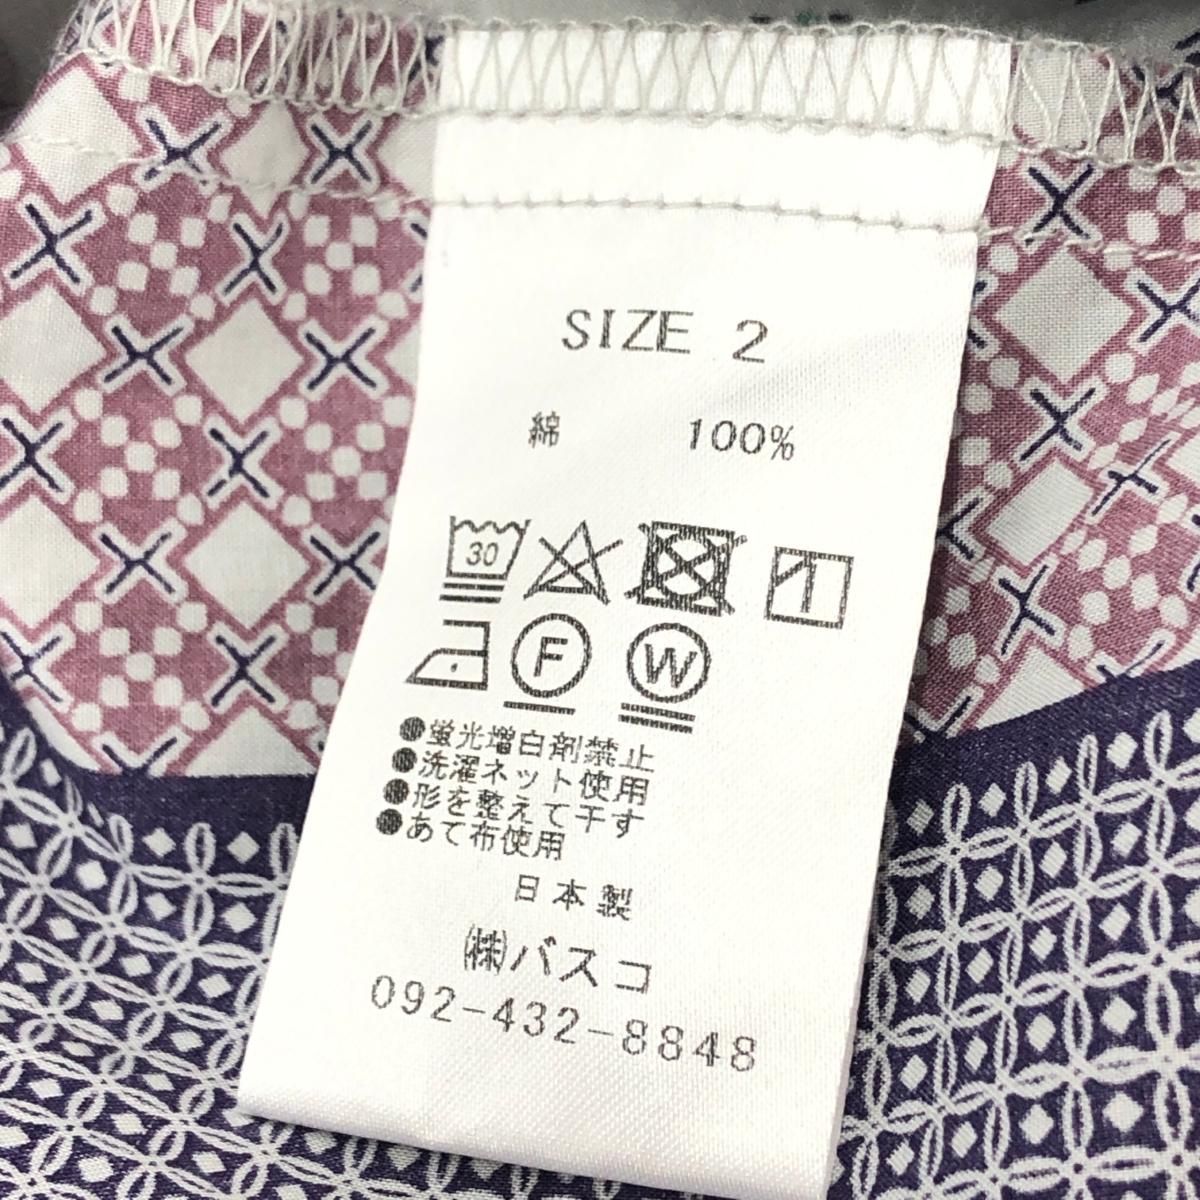 SIZE 2
綿 100%
30
F W
●蛍光増白剤禁止
●洗濯ネット使用
●形を整えて干す
●あて布使用
日本製
㈱バスコ
092-432-8848